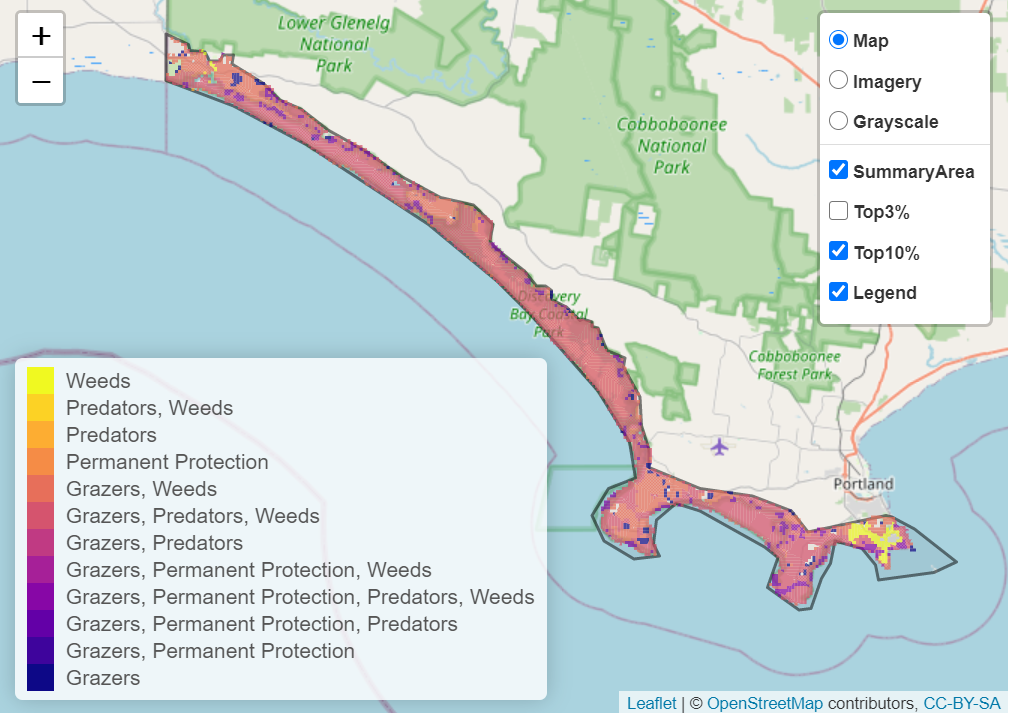 +
−
Lower Glenelg
National
Park
Cobboboonee
National
Park
Discovery
Bay Coastal
Park
Cobboboonee
Forest Park
Portland
Map
Imagery
Grayscale
SummaryArea
Top3%
Top10%
Legend
Weeds
Predators, Weeds
Predators
Permanent Protection
Grazers, Weeds
Grazers, Predators, Weeds
Grazers, Predators
Grazers, Permanent Protection, Weeds
Grazers, Permanent Protection, Predators, Weeds
Grazers, Permanent Protection, Predators
Grazers, Permanent Protection
Grazers
Leaflet | © OpenStreetMap contributors, CC-BY-SA